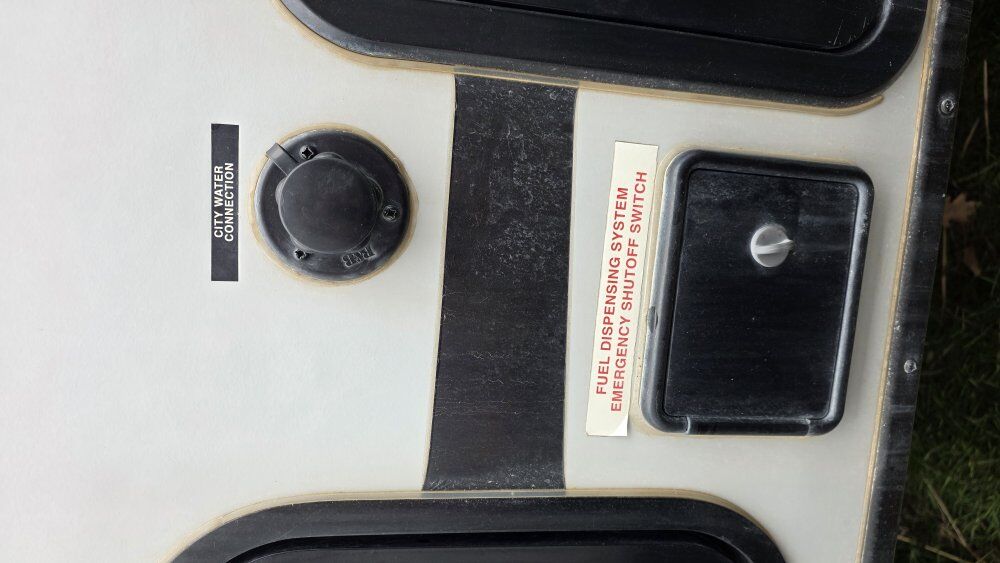 CITY WATER
CONNECTION
FUEL DISPENSING SYSTEM
EMERGENCY SHUTOFF SWITCH